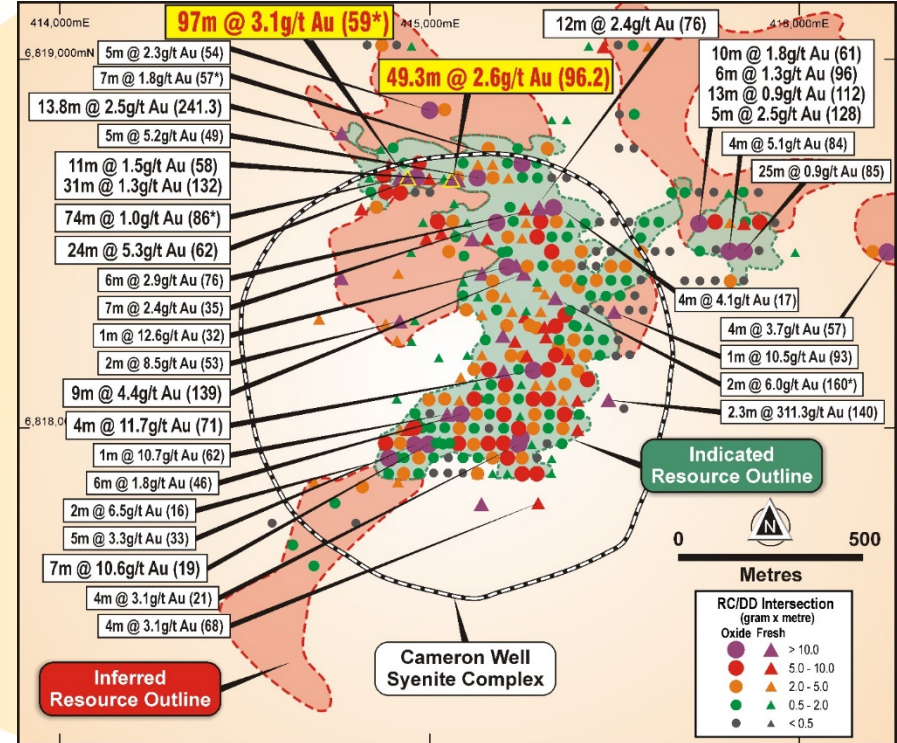 414,000mE
415,000mE
416,000mE
6,819,000mN
97m @ 3.1g/t Au (59*)
49.3m @ 2.6g/t Au (96.2)
12m @ 2.4g/t Au (76)
5m @ 2.3g/t Au (54)
7m @ 1.8g/t Au (57*)
13.8m @ 2.5g/t Au (241.3)
5m @ 5.2g/t Au (49)
11m @ 1.5g/t Au (58)
31m @ 1.3g/t Au (132)
74m @ 1.0g/t Au (86*)
24m @ 5.3g/t Au (62)
6m @ 2.9g/t Au (76)
7m @ 2.4g/t Au (35)
1m @ 12.6g/t Au (32)
2m @ 8.5g/t Au (53)
9m @ 4.4g/t Au (139)
4m @ 11.7g/t Au (71)
6,818,00
1m @ 10.7g/t Au (62)
6m @ 1.8g/t Au (46)
2m @ 6.5g/t Au (16)
5m @ 3.3g/t Au (33)
7m @ 10.6g/t Au (19)
4m @ 3.1g/t Au (21)
4m @ 3.1g/t Au (68)
10m @ 1.8g/t Au (61)
6m @ 1.3g/t Au (96)
13m @ 0.9g/t Au (112)
5m @ 2.5g/t Au (128)
4m @ 5.1g/t Au (84)
25m @ 0.9g/t Au (85)
4m @ 4.1g/t Au (17)
4m @ 3.7g/t Au (57)
1m @ 10.5g/t Au (93)
2m @ 6.0g/t Au (160*)
2.3m @ 311.3g/t Au (140)
Indicated
Resource Outline
N
0 500
Metres
Inferred
Resource Outline
Cameron Well
Syenite Complex
RC/DD Intersection
(gram x metre)
Oxide Fresh
> 10.0
5.0 - 10.0
2.0 - 5.0
0.5 - 2.0
< 0.5